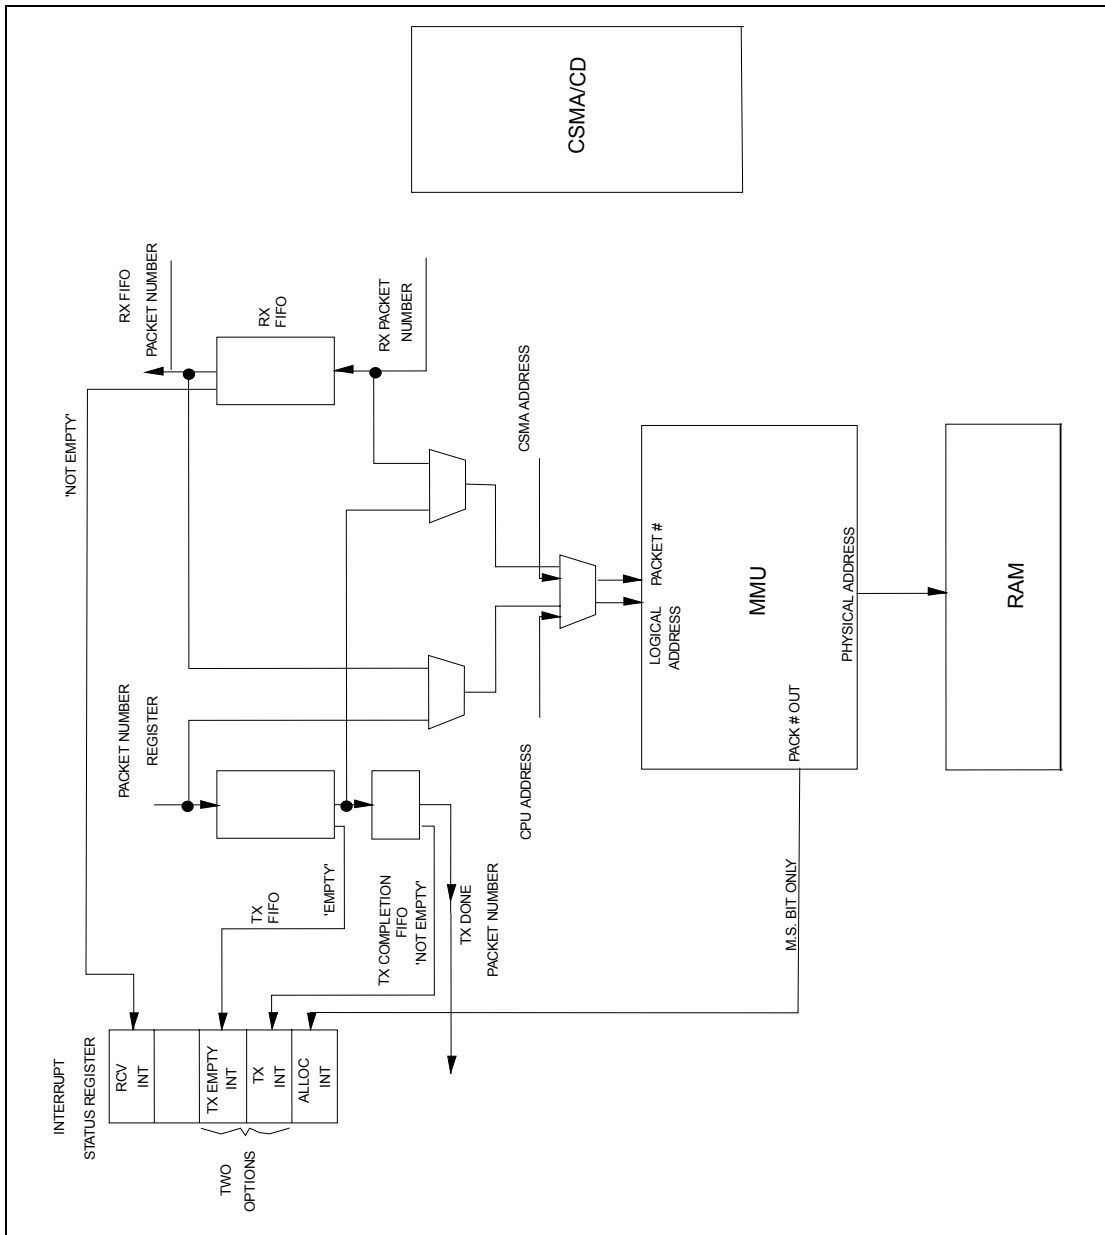 INTERRUPT
STATUS REGISTER
RCV
INT
TX EMPTY
INT
TX
INT
ALLOC
INT
TWO
OPTIONS
'NOT EMPTY'
PACKET NUMBER
REGISTER
TX
FIFO
'EMPTY'
TX COMPLETION
FIFO
'NOT EMPTY'
TX DONE
PACKET NUMBER
RX FIFO
PACKET NUMBER
RX
FIFO
RX PACKET
NUMBER
CPU ADDRESS
CSMA ADDRESS
LOGICAL
ADDRESS
PACKET #
MMU
PACK # OUT
PHYSICAL ADDRESS
M.S. BIT ONLY
RAM
CSMA/CD